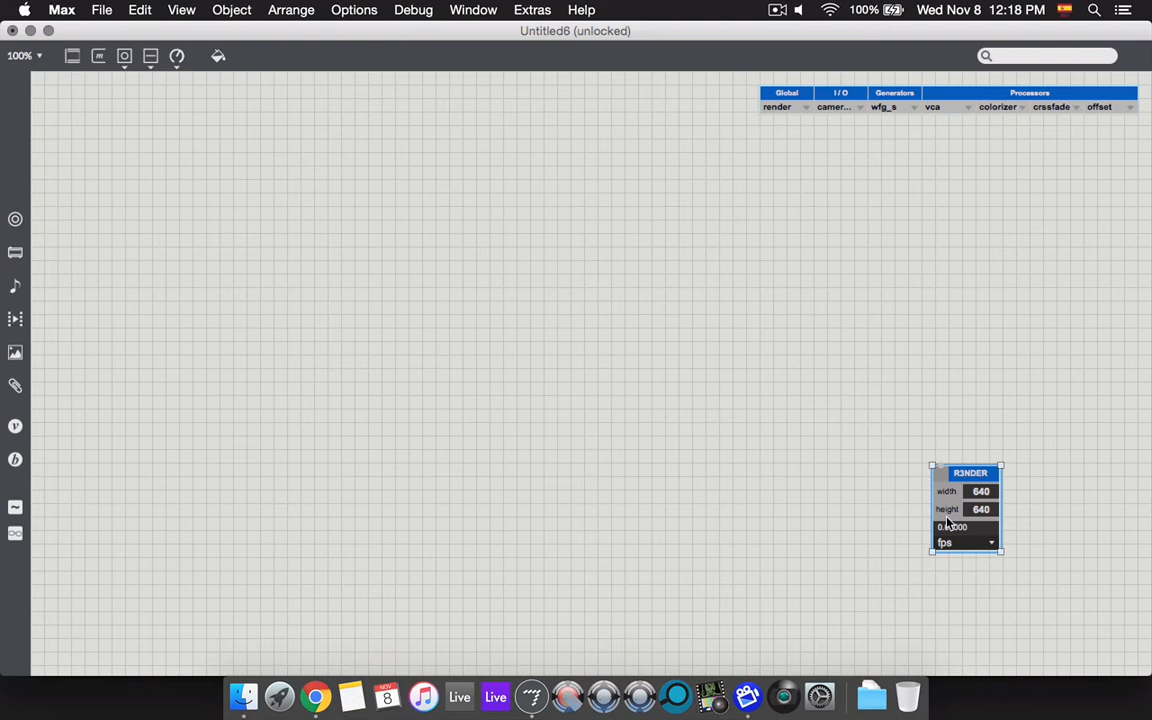 Max File Edit View Object Arrange Options Debug Window Extras Help 100% Wed Nov 8 12:18 PM
Untitled6 (unlocked)
100%
Global I / O Generators Processors
render camer... wfg_s vca colorizer crssfade offset
R3NDER
width 640
height 640
fps
NOV
8
Live Live